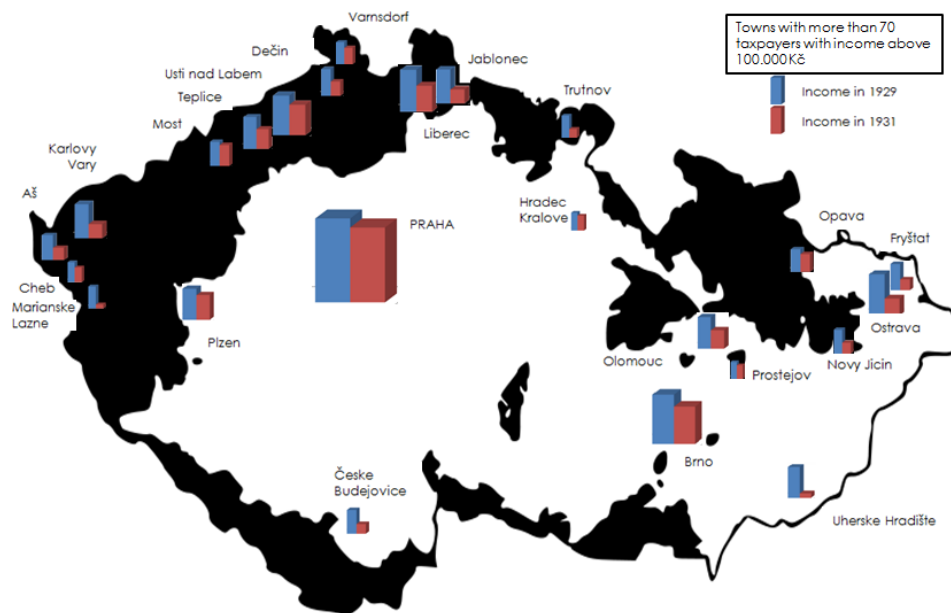 Varnsdorf
Towns with more than 70
taxpayers with income above
100.000 Kč
Income in 1929
Income in 1931
Dečin
Usti nad Labem
Teplice
Most
Karlovy
Vary
Aš
Cheb
Marianske
Lazne
Plzen
Jablonec
Liberec
Trutnov
PRAHA
Hradec
Kralove
Opava
Fryštat
Ostrava
Novy Jicin
Olomouc
Prostejov
Brno
Česke
Budejovice
Uherske Hradište